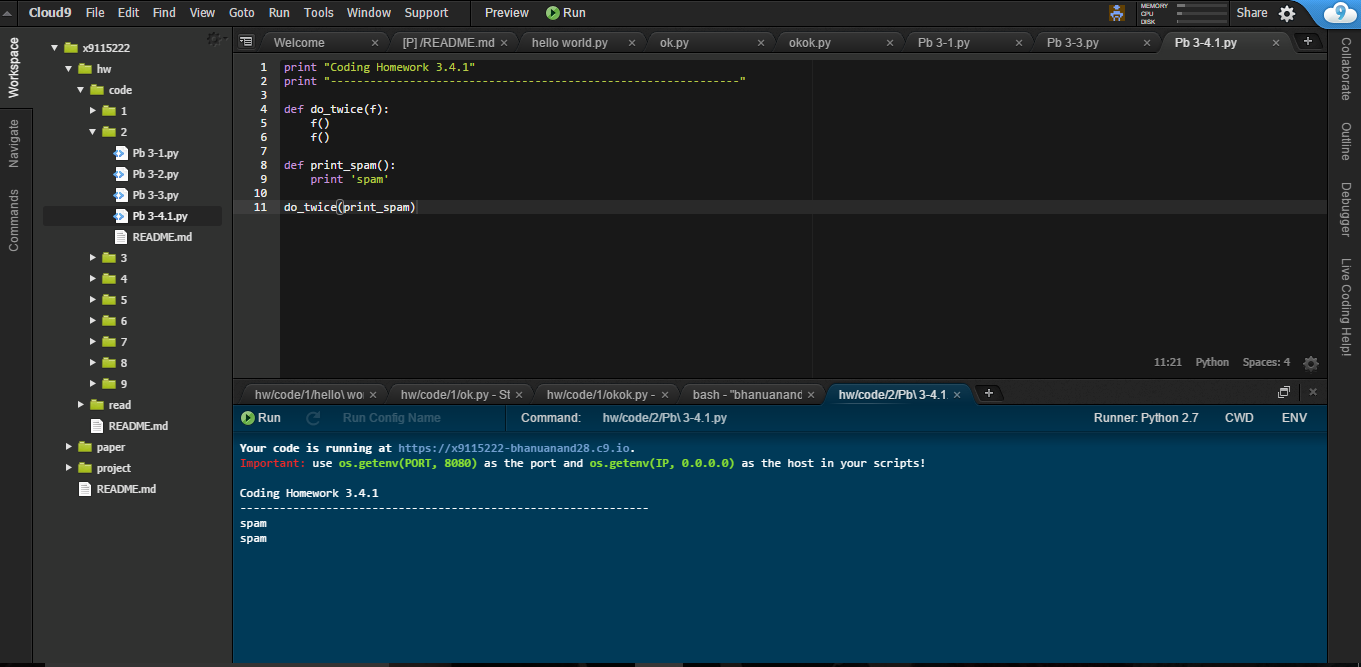 Cloud9 File Edit Find View Goto Run Tools Window Support Preview Run MEMORY CPU DISK Share
Workspace
Navigate
Commands
x9115222
hw
code
1
2
Pb 3-1.py
Pb 3-2.py
Pb 3-3.py
Pb 3-4.1.py
README.md
3
4
5
6
7
8
9
read
README.md
paper
project
README.md
Welcome [P] /README.md hello world.py ok.py okok.py Pb 3-1.py Pb 3-3.py Pb 3-4.1.py
1 print "Coding Homework 3.4.1"
2 print "--------------------------------------------------------------"
3
4 def do_twice(f):
5     f()
6     f()
7
8 def print_spam():
9     print 'spam'
10
11 do_twice(print_spam)
11:21 Python Spaces: 4
hw/code/1/hello\ wo hw/code/1/ok.py - St hw/code/1/okok.py - bash - "bhanuanand hw/code/2/Pb\ 3-4.1
Run Run Config Name Command: hw/code/2/Pb\ 3-4.1.py Runner: Python 2.7 CWD ENV
Your code is running at https://x9115222-bhanuanand28.c9.io.
Important: use os.getenv(PORT, 8080) as the port and os.getenv(IP, 0.0.0.0) as the host in your scripts!
Coding Homework 3.4.1
--------------------------------------------------------------
spam
spam
Collaborate
Outline
Debugger
Live Coding Help!